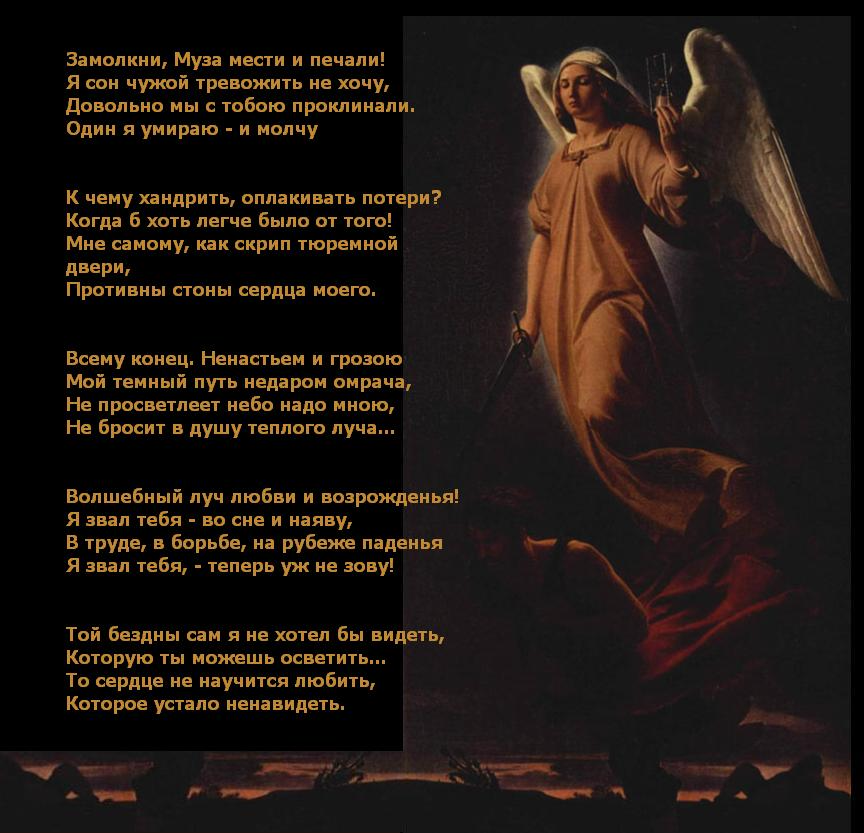 Замолкни, Муза мести и печали!
Я сон чужой тревожить не хочу,
Довольно мы с тобою проклинали.
Один я умираю - и молчу
К чему хандрить, оплакивать потери?
Когда б хоть легче было от того!
Мне самому, как скрип тюремной
двери,
Противны стоны сердца моего.
Всему конец. Ненастьем и грозою
Мой темный путь недаром омрача,
Не просветлеет небо надо мною,
Не бросит в душу теплого луча...
Волшебный луч любви и возрожденья!
Я звал тебя - во сне и наяву,
В труде, в борьбе, на рубеже паденья
Я звал тебя, - теперь уж не зову!
Той бездны сам я не хотел бы видеть,
Которую ты можешь осветить...
То сердце не научится любить,
Которое устало ненавидеть.